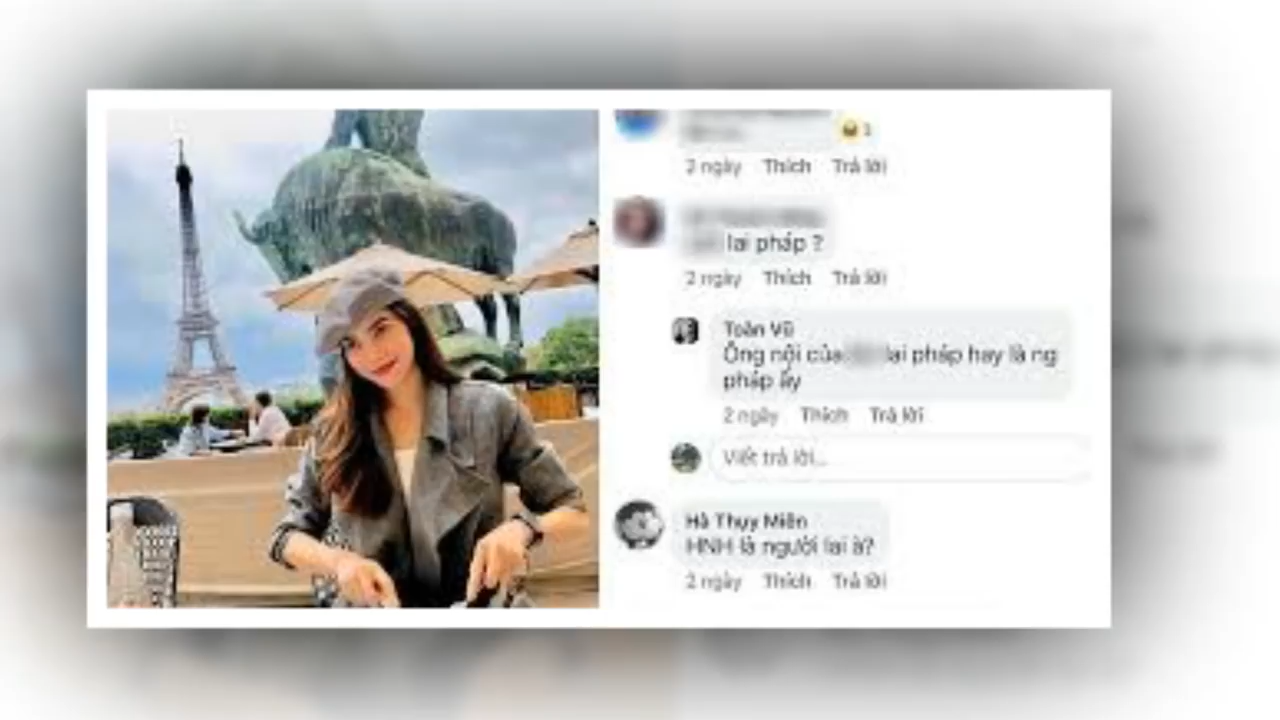 1
2 ngày Thích Trả lời
lai pháp ?
2 ngày Thích Trả lời
Toàn Vũ
Ông nội của lai pháp hay là ng
pháp ấy
2 ngày Thích Trả lời
Viết trả lời...
Hà Thụy Miên
HNH là người lai à?
2 ngày Thích Trả lời